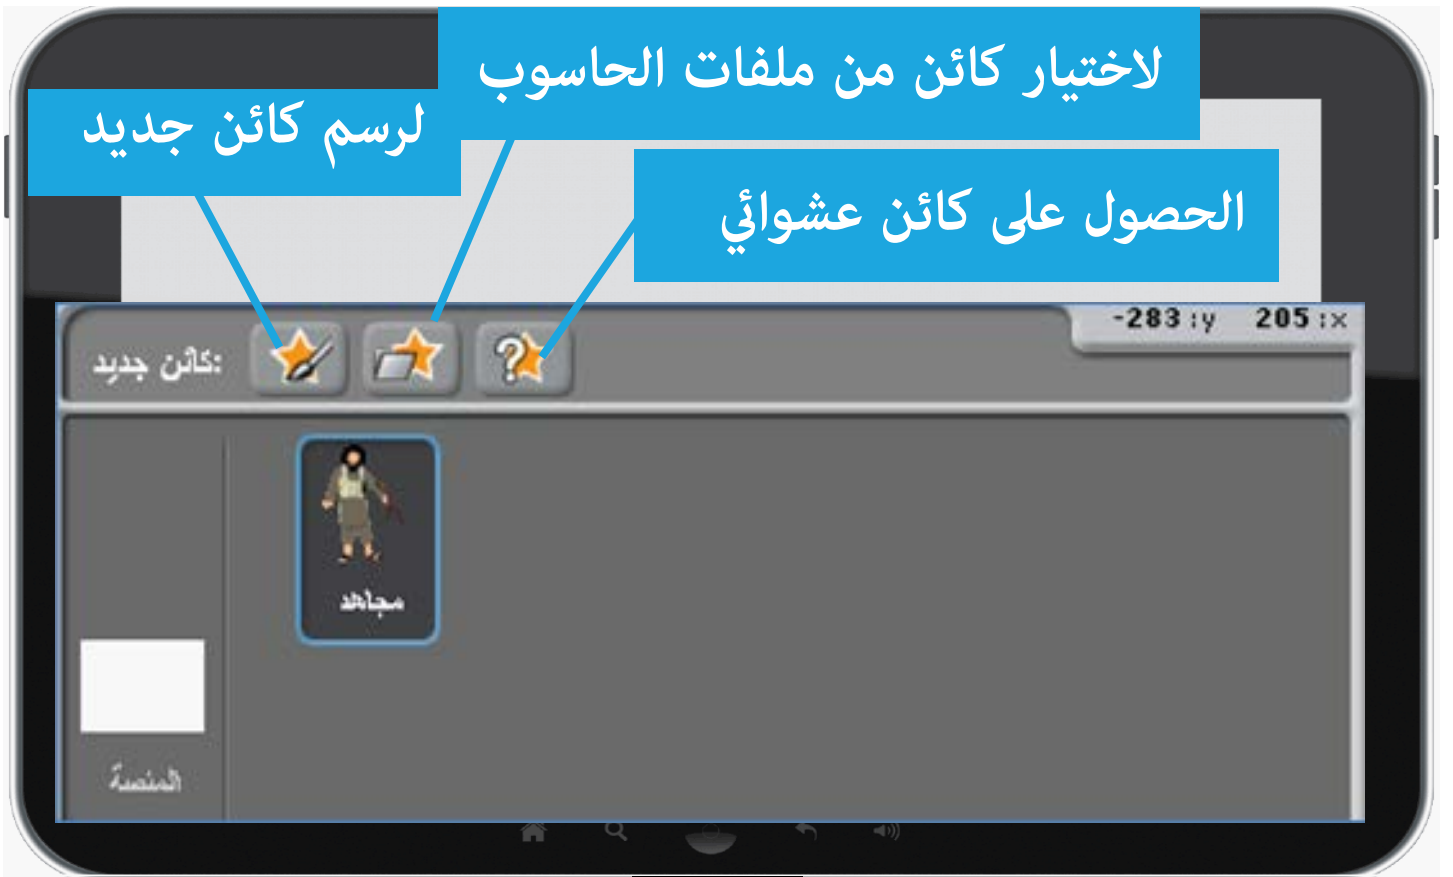 لاختيار كائن من ملفات الحاسوب
لرسم كائن جديد
الحصول على كائن عشوائي
-283 :y 205 :x
كائن جديد:
مجاهد
المنصة